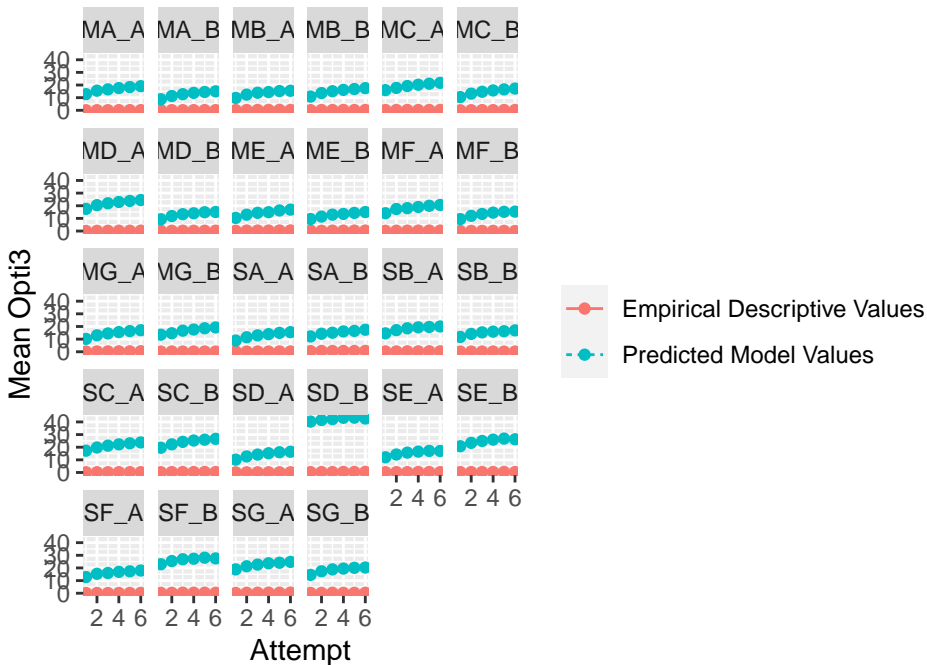 MA_A MA_B MB_A MB_B MC_A MC_B
40
30
20
10
0
MD_A MD_B ME_A ME_B MF_A MF_B
40
30
20
10
0
MG_A MG_B SA_A SA_B SB_A SB_B
40
30
20
10
0
SC_A SC_B SD_A SD_B SE_A SE_B
40
30
20
10
0
2 4 6 2 4 6
SF_A SF_B SG_A SG_B
40
30
20
10
0
2 4 6 2 4 6 2 4 6 2 4 6
Attempt
Mean Opti3
Empirical Descriptive Values
Predicted Model Values